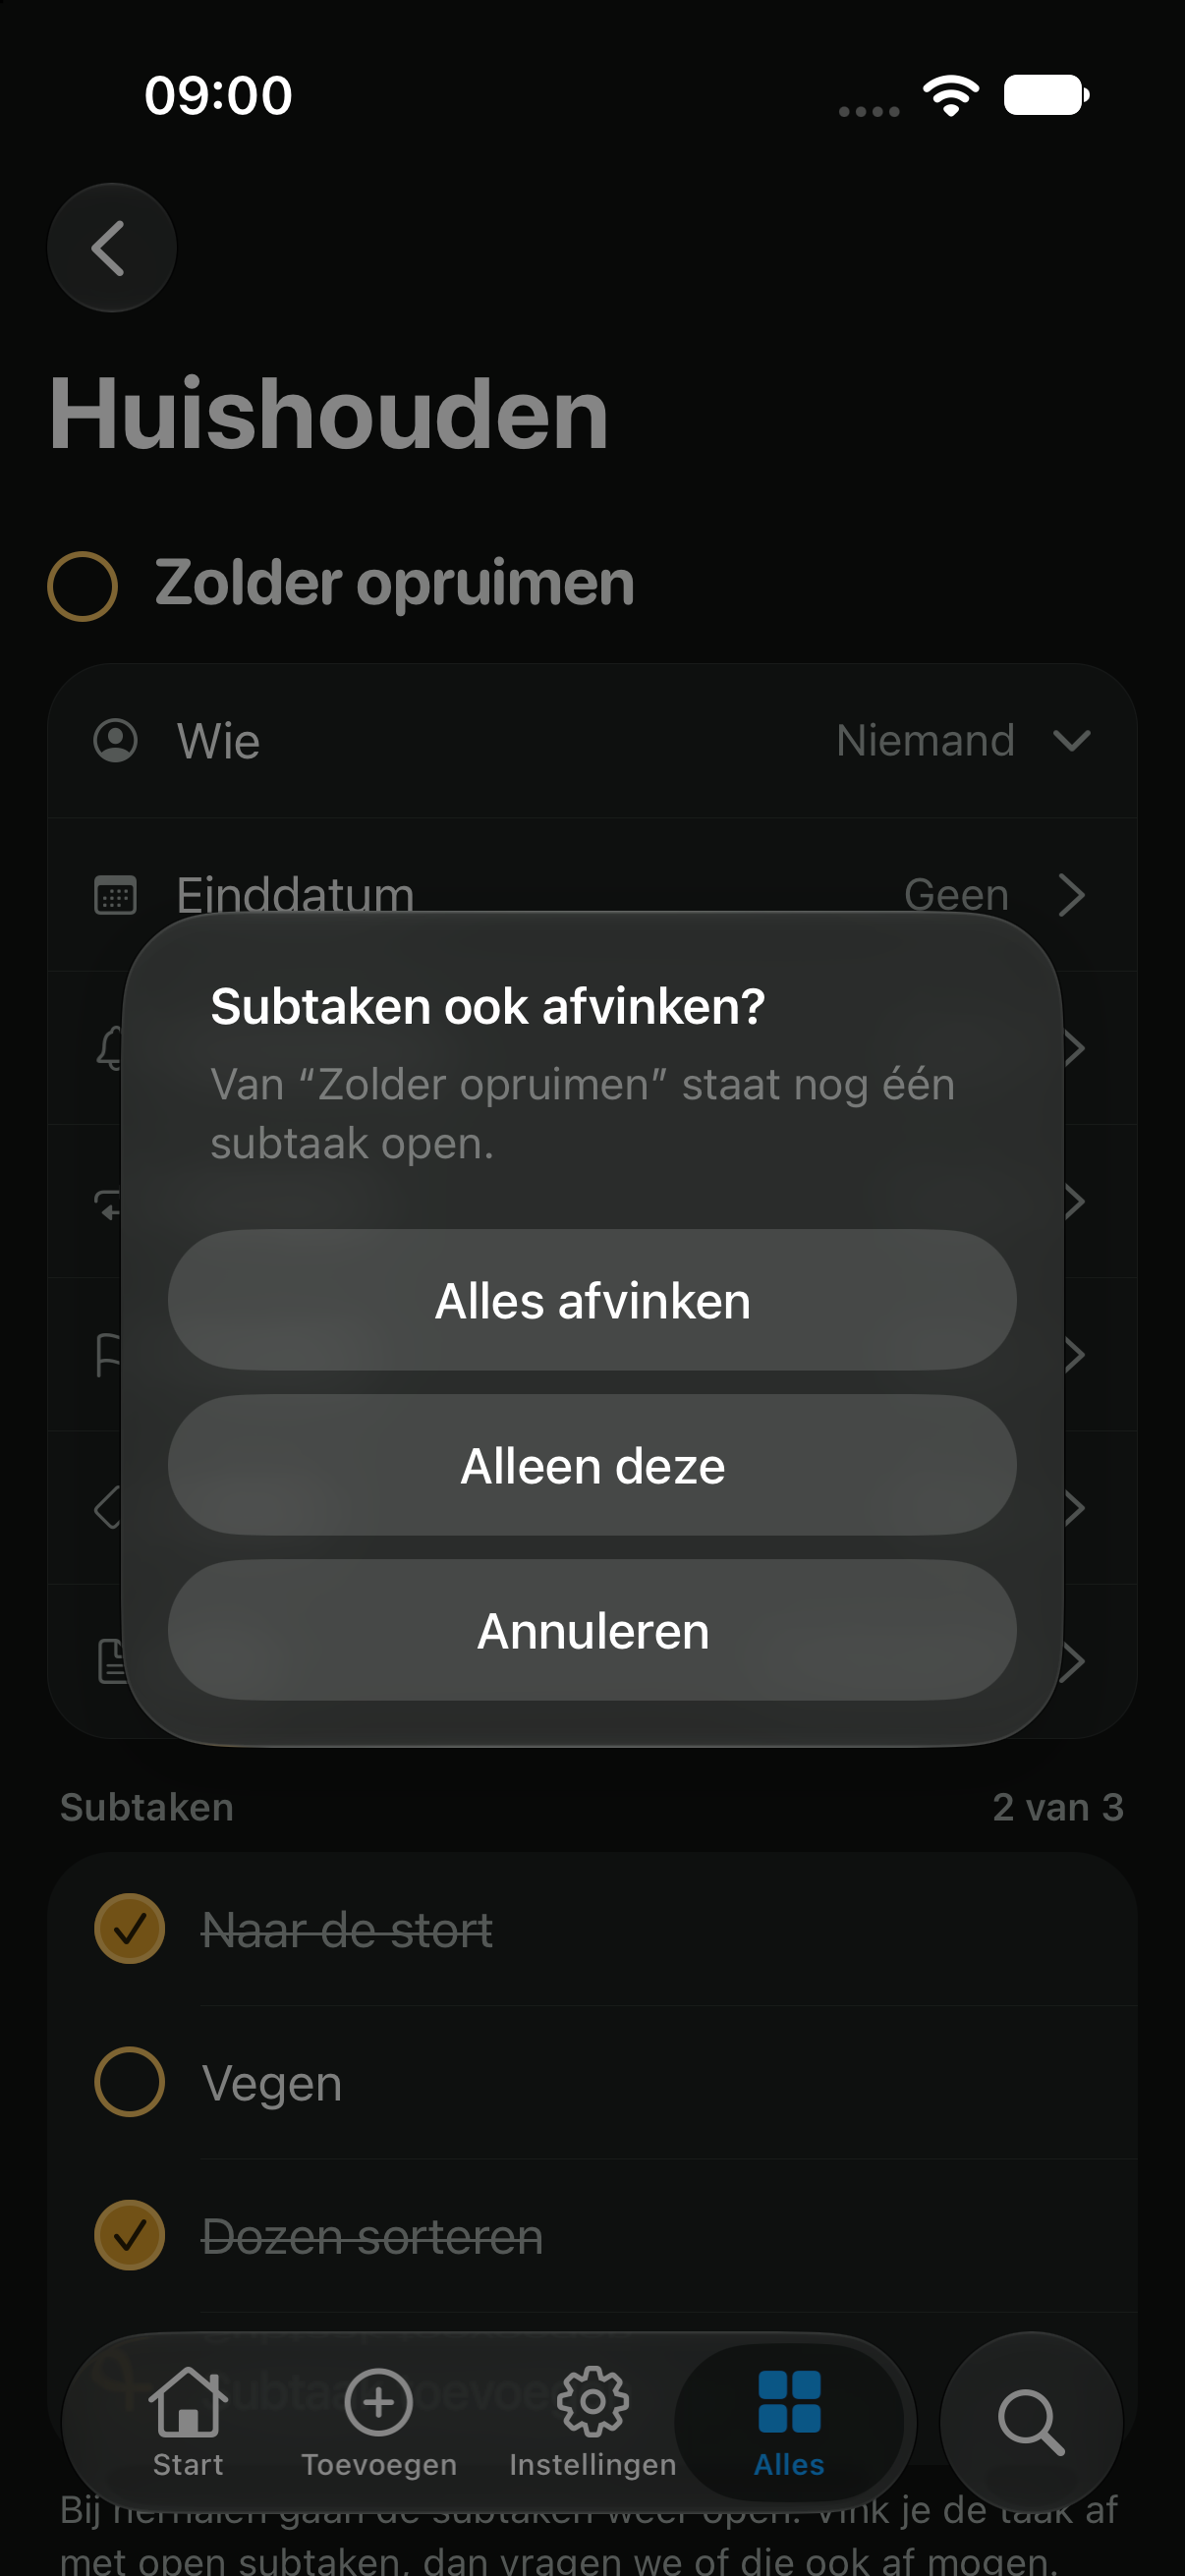 09:00
Huishouden
Zolder opruimen
Wie
Niemand
Einddatum
Geen
Subtaken ook afvinken?
Van “Zolder opruimen” staat nog één
subtaak open.
Alles afvinken
Alleen deze
Annuleren
Subtaken
2 van 3
Naar de stort
Vegen
Dozen sorteren
Subtaak toevoegen
Start
Toevoegen
Instellingen
Alles
Bij herhalen gaan de subtaken weer open. Vink je de taak af
met open subtaken, dan vragen we of die ook af mogen.